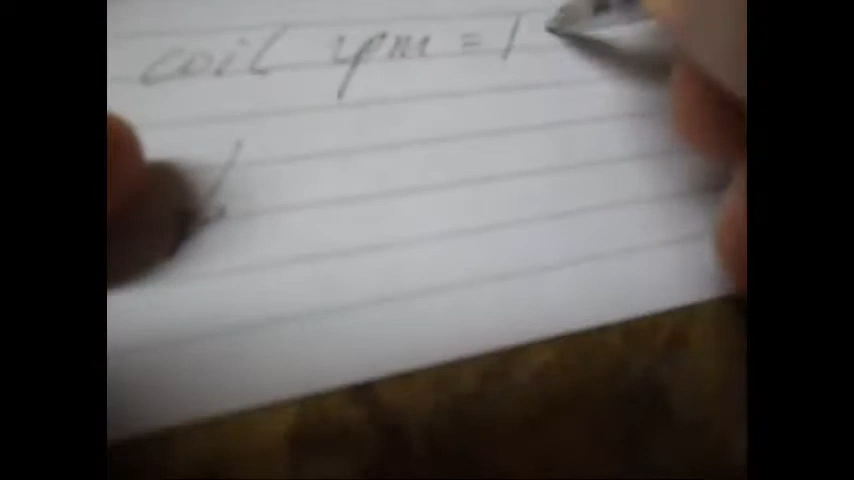 coil rpm = 1